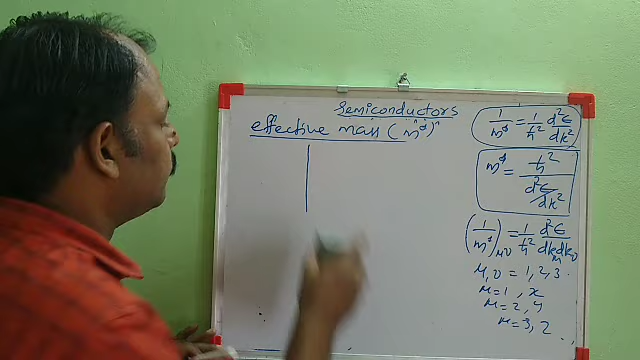 Semiconductors
effective mass (m*)
1/m* = 1/ħ² d²ε/dk²
m* = ħ² / (d²ε/dk²)
(1/m*)μν = 1/ħ² d²ε/dkμdkν
μ,ν = 1,2,3.
μ=1, x
μ=2, y
μ=3, z